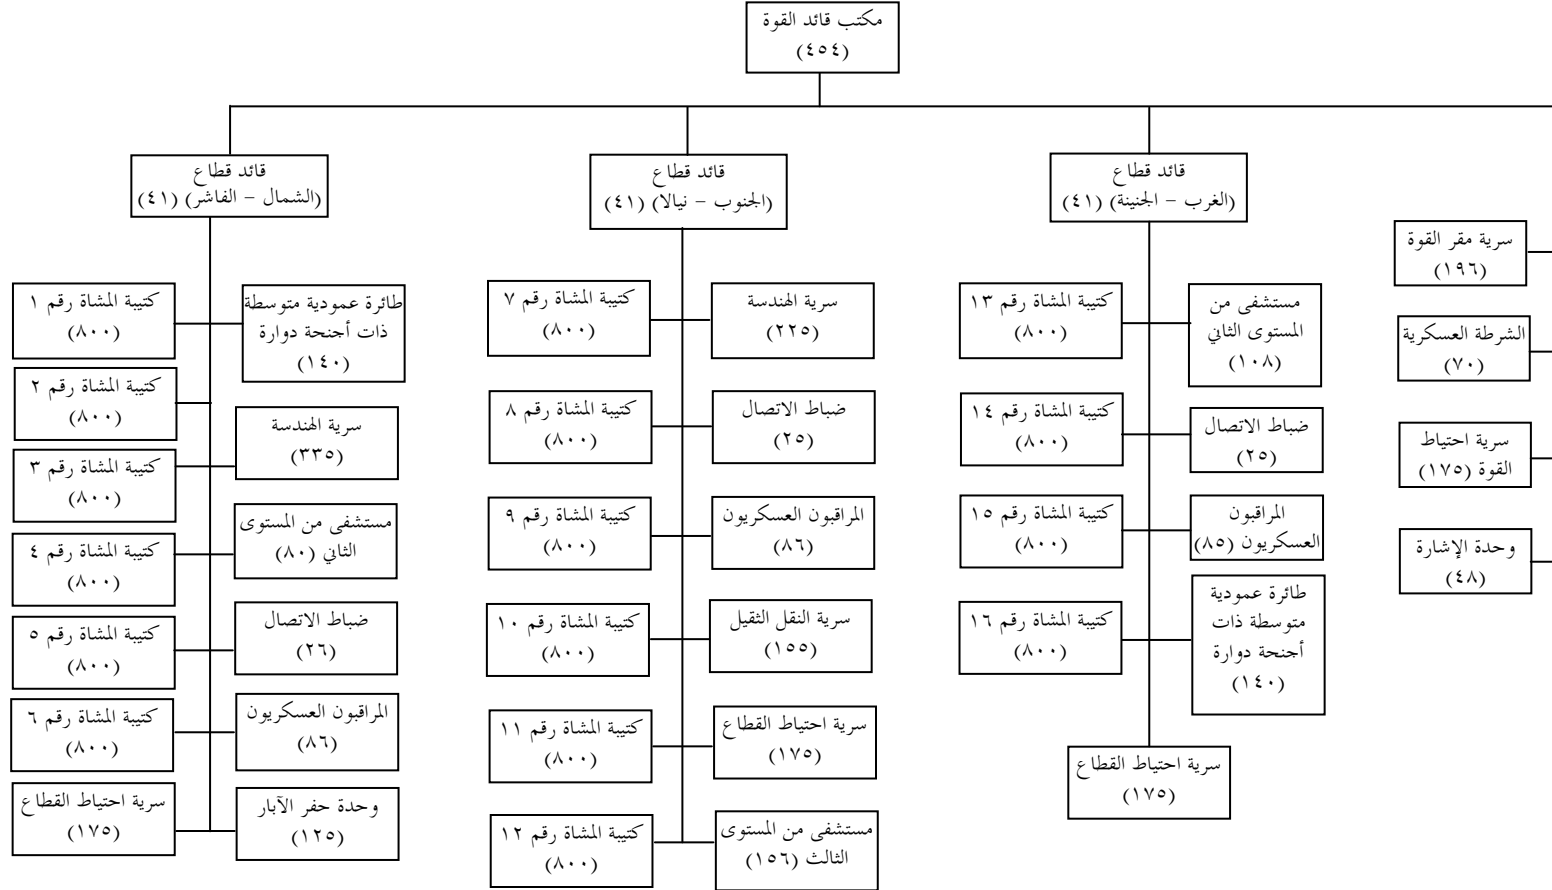 مكتب قائد القوة
(٤٥٤)
قائد قطاع
(الغرب – الجنينة) (٤١)
قائد قطاع
(الجنوب – نيالا) (٤١)
قائد قطاع
(الشمال – الفاشر) (٤١)
سرية مقر القوة
(١٩٦)
الشرطة العسكرية
(٧٠)
سرية احتياط
القوة (١٧٥)
وحدة الإشارة
(٤٨)
مستشفى من
المستوى الثاني
(١٠٨)
ضباط الاتصال
(٢٥)
المراقبون
العسكريون (٨٥)
طائرة عمودية
متوسطة ذات
أجنحة دوارة
(١٤٠)
كتيبة المشاة رقم ١٣
(٨٠٠)
كتيبة المشاة رقم ١٤
(٨٠٠)
كتيبة المشاة رقم ١٥
(٨٠٠)
كتيبة المشاة رقم ١٦
(٨٠٠)
سرية احتياط القطاع
(١٧٥)
سرية الهندسة
(٢٢٥)
ضباط الاتصال
(٢٥)
المراقبون العسكريون
(٨٦)
سرية النقل الثقيل
(١٥٥)
سرية احتياط القطاع
(١٧٥)
مستشفى من المستوى
الثالث (١٥٦)
كتيبة المشاة رقم ٧
(٨٠٠)
كتيبة المشاة رقم ٨
(٨٠٠)
كتيبة المشاة رقم ٩
(٨٠٠)
كتيبة المشاة رقم ١٠
(٨٠٠)
كتيبة المشاة رقم ١١
(٨٠٠)
كتيبة المشاة رقم ١٢
(٨٠٠)
طائرة عمودية متوسطة
ذات أجنحة دوارة
(١٤٠)
سرية الهندسة
(٣٣٥)
مستشفى من المستوى
الثاني (٨٠)
ضباط الاتصال
(٢٦)
المراقبون العسكريون
(٨٦)
وحدة حفر الآبار
(١٢٥)
كتيبة المشاة رقم ١
(٨٠٠)
كتيبة المشاة رقم ٢
(٨٠٠)
كتيبة المشاة رقم ٣
(٨٠٠)
كتيبة المشاة رقم ٤
(٨٠٠)
كتيبة المشاة رقم ٥
(٨٠٠)
كتيبة المشاة رقم ٦
(٨٠٠)
سرية احتياط القطاع
(١٧٥)